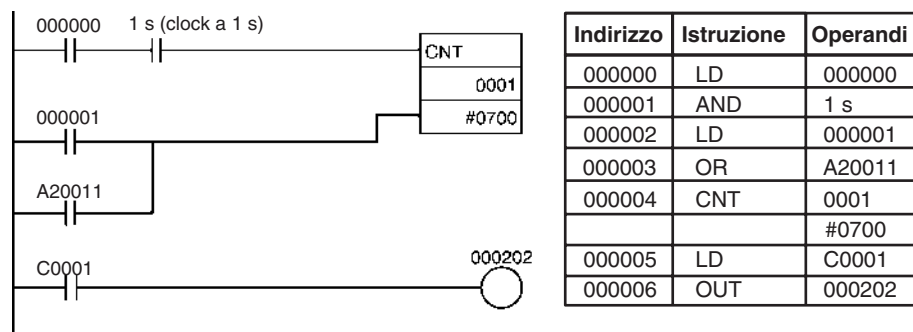 000000 1 s (clock a 1 s)
CNT
0001
#0700
000001
A20011
C0001
000202
Indirizzo Istruzione Operandi
000000 LD 000000
000001 AND 1 s
000002 LD 000001
000003 OR A20011
000004 CNT 0001
#0700
000005 LD C0001
000006 OUT 000202